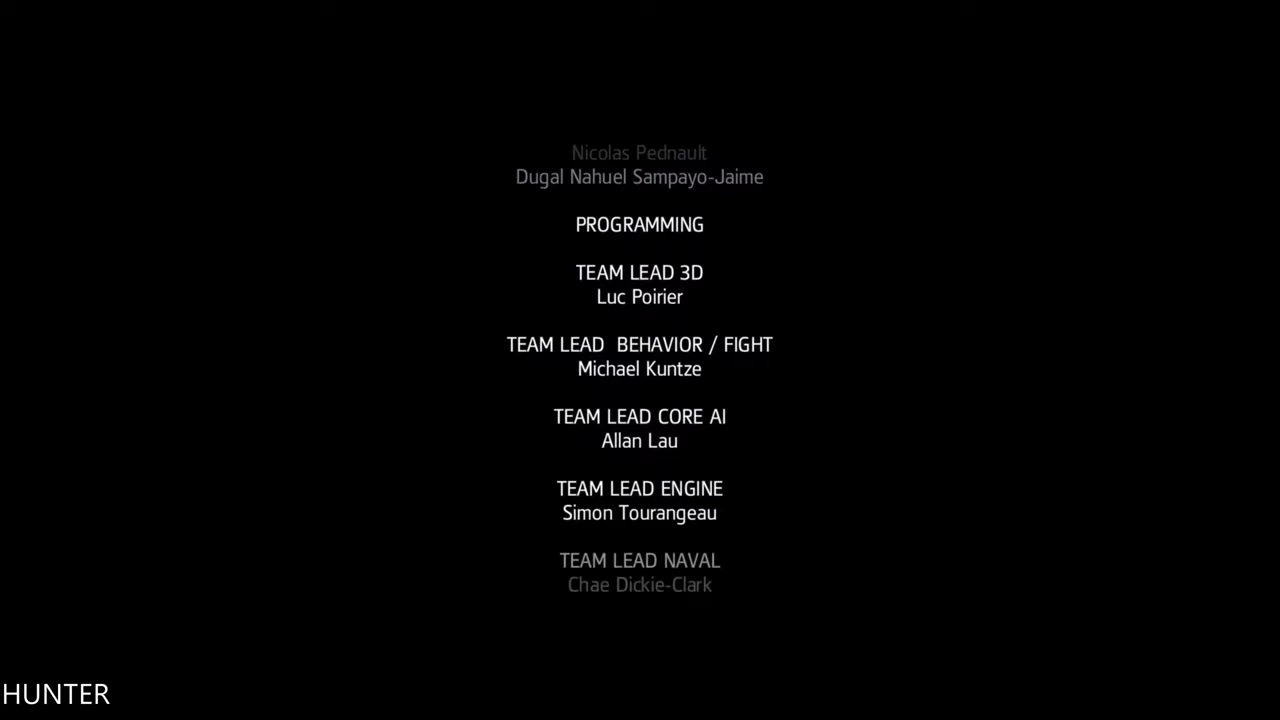 Nicolas Pednault
Dugal Nahuel Sampayo-Jaime
PROGRAMMING
TEAM LEAD 3D
Luc Poirier
TEAM LEAD  BEHAVIOR / FIGHT
Michael Kuntze
TEAM LEAD CORE AI
Allan Lau
TEAM LEAD ENGINE
Simon Tourangeau
TEAM LEAD NAVAL
Chae Dickie-Clark
HUNTER